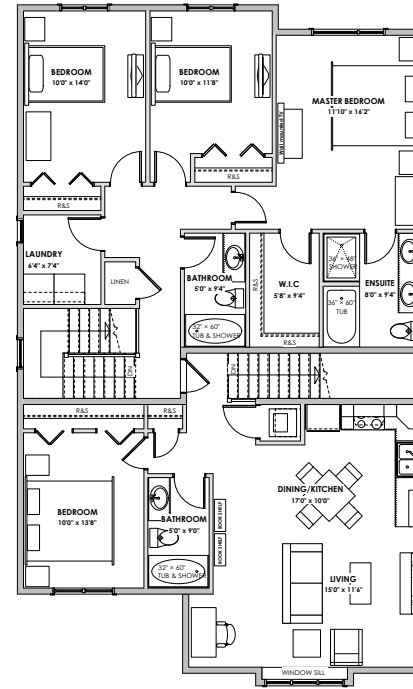 BEDROOM
10'0" x 14'0"
BEDROOM
10'0" x 11'8"
MASTER BEDROOM
11'10" x 16'2"
Wall mounted TV
R&S
R&S
LAUNDRY
6'4" x 7'4"
LINEN
BATHROOM
5'0" x 9'4"
32" × 60"
TUB & SHOWER
R&S
W.I.C
5'8" x 9'4"
R&S
36" × 48"
SHOWER
36" × 60"
TUB
ENSUITE
8'0" x 9'4"
DN
DN
R&S
R&S
BEDROOM
10'0" x 13'8"
BATHROOM
5'0" x 9'0"
32" × 60"
TUB & SHOWER
BOOK SHELF
BOOK SHELF
DINING/KITCHEN
17'0" x 10'0"
LIVING
15'0" x 11'6"
WINDOW SILL